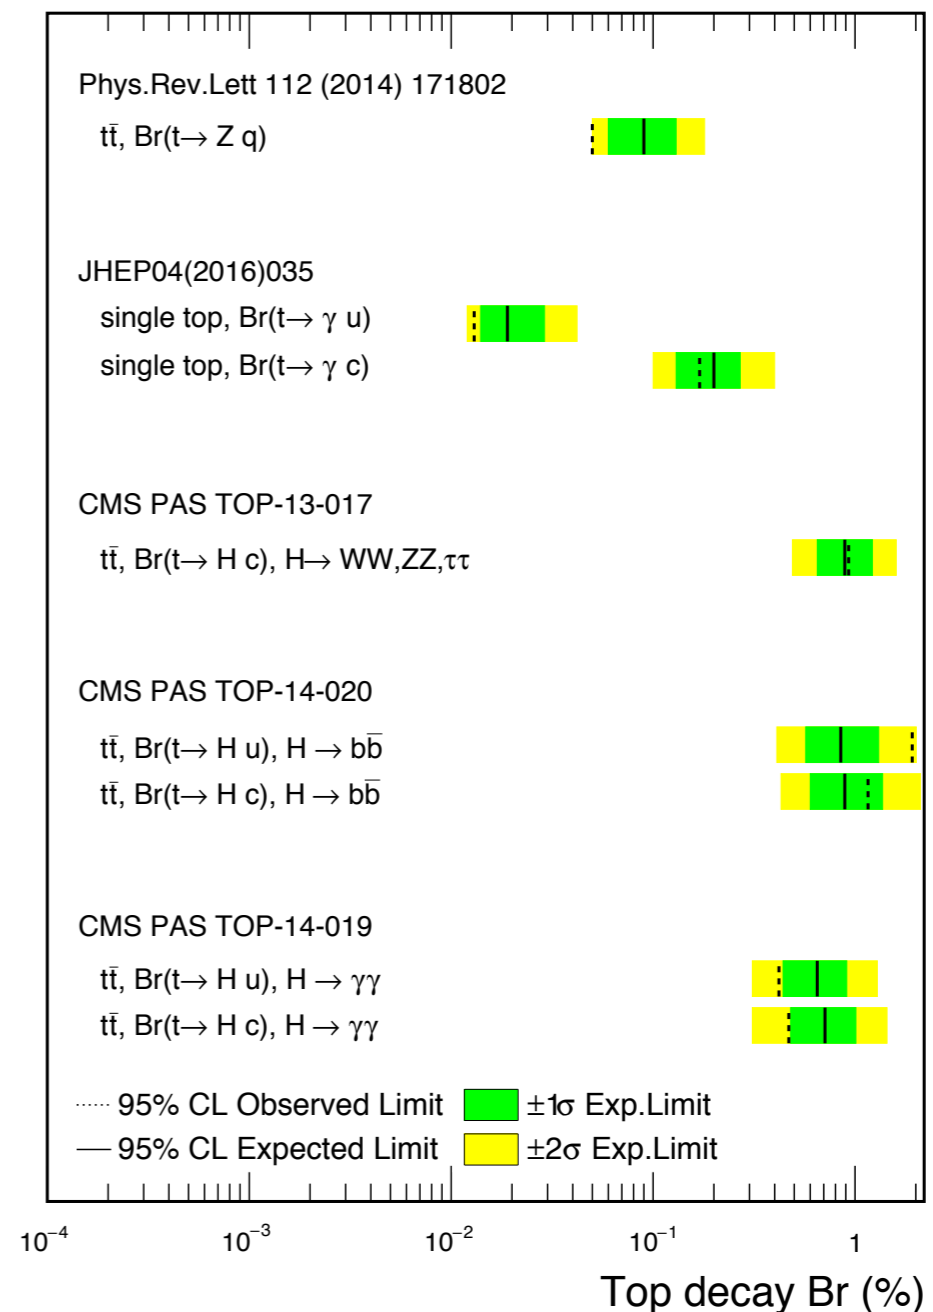 Phys.Rev.Lett 112 (2014) 171802
tt̄, Br(t→ Z q)
JHEP04(2016)035
single top, Br(t→ γ u)
single top, Br(t→ γ c)
CMS PAS TOP-13-017
tt̄, Br(t→ H c), H→ WW,ZZ,ττ
CMS PAS TOP-14-020
tt̄, Br(t→ H u), H → bb̄
tt̄, Br(t→ H c), H → bb̄
CMS PAS TOP-14-019
tt̄, Br(t→ H u), H → γγ
tt̄, Br(t→ H c), H → γγ
95% CL Observed Limit ±1σ Exp.Limit
95% CL Expected Limit ±2σ Exp.Limit
10⁻⁴ 10⁻³ 10⁻² 10⁻¹ 1
Top decay Br (%)